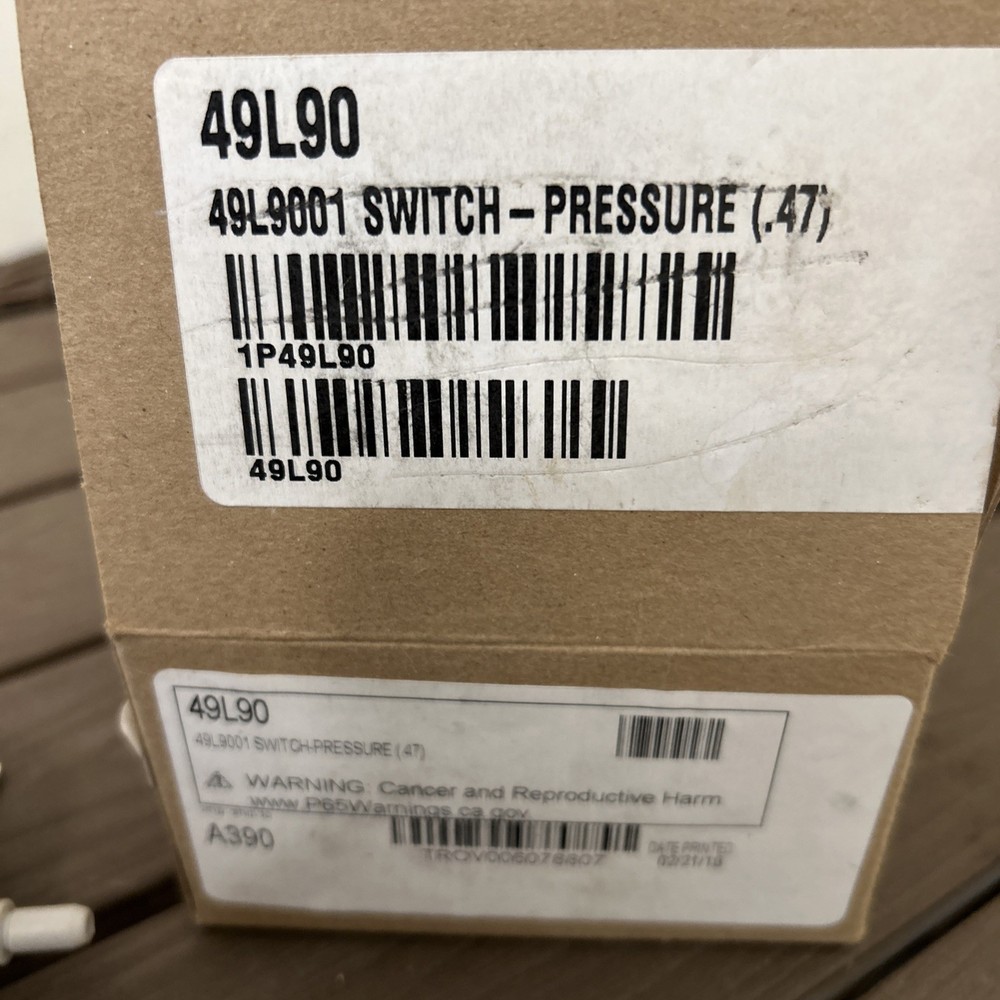 49L90
49L9001 SWITCH – PRESSURE (.47)
1P49L90
49L90
49L90
49L9001 SWITCH-PRESSURE (.47)
⚠ WARNING: Cancer and Reproductive Harm
www.P65Warnings.ca.gov
A390
DATE PRINTED